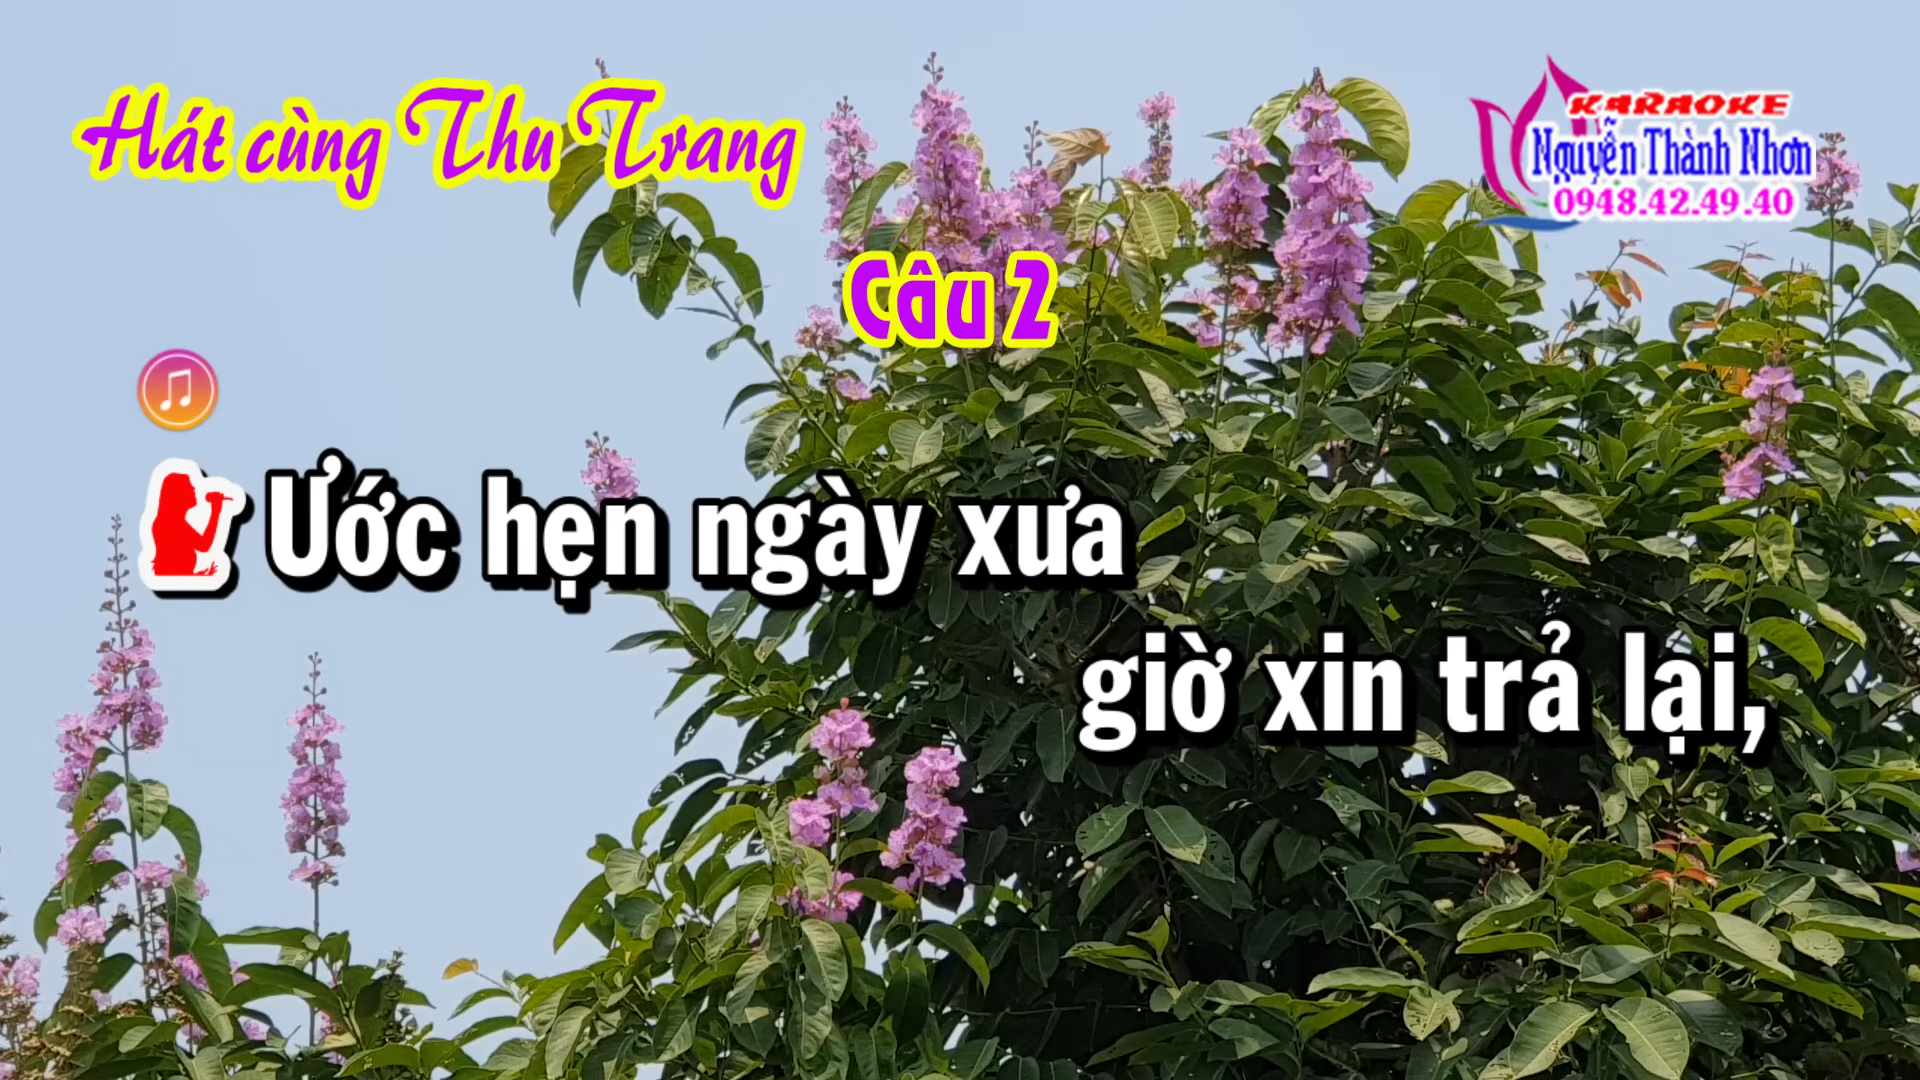 Hát cùng Thu Trang
KARAOKE
Nguyễn Thành Nhơn
0948.42.49.40
Câu 2
Ước hẹn ngày xưa
giờ xin trả lại,